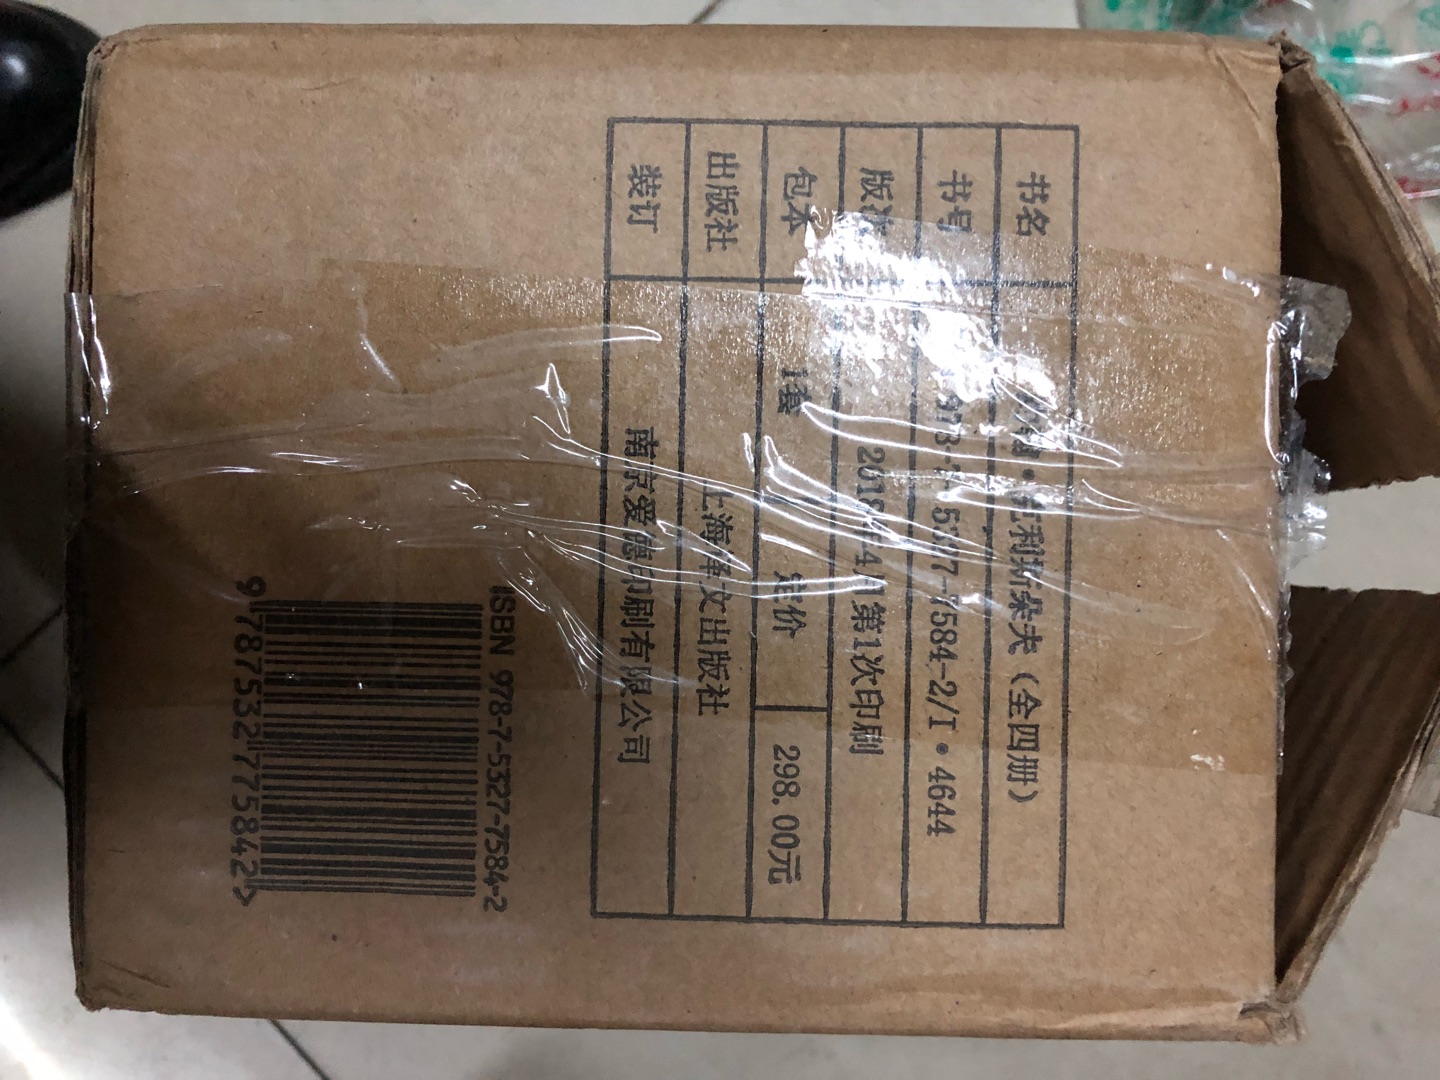 书名 约翰·克利斯朵夫（全四册）
书号 978-7-5327-7584-2/I·4644
版次 2018年4月第1次印刷
包本 1套 定价 298.00元
出版社 上海译文出版社
装订 南京爱德印刷有限公司
ISBN 978-7-5327-7584-2
9 787532 775842>